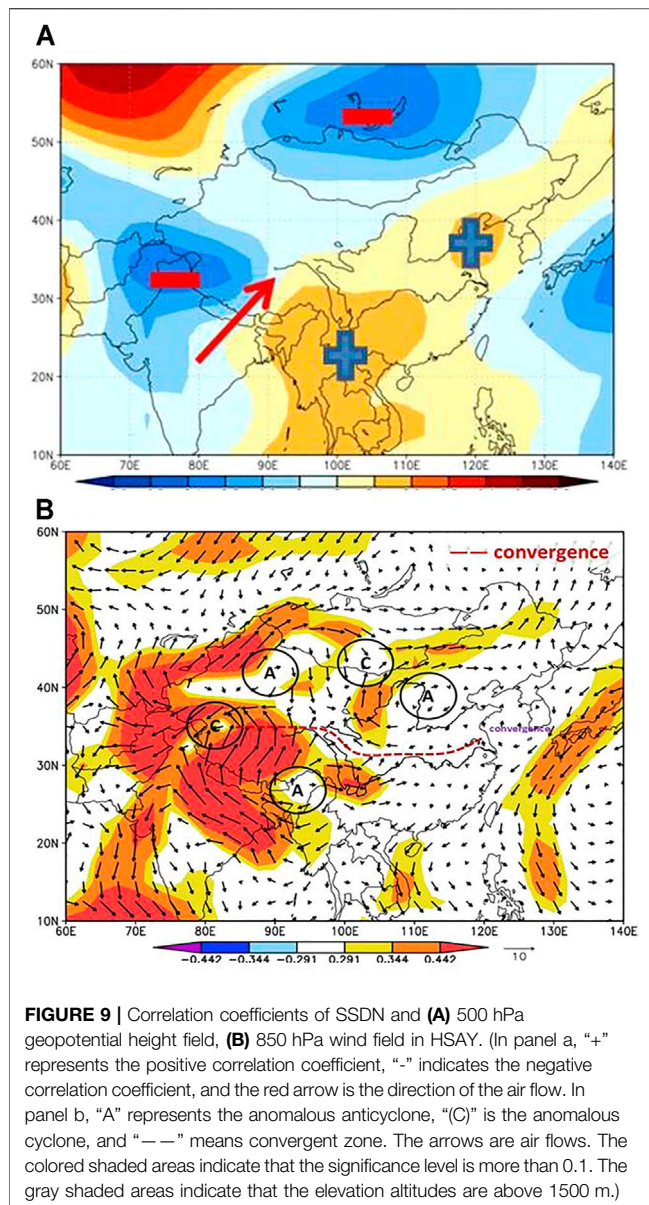 A
60N
50N
40N
30N
20N
10N
60E 70E 80E 90E 100E 110E 120E 130E 140E
B
60N
50N
40N
30N
20N
10N
— — convergence
A
C
A
C
convergence
A
60E 70E 80E 90E 100E 110E 120E 130E 140E
−0.442 −0.344 −0.291 0.291 0.344 0.442
10
FIGURE 9 | Correlation coefficients of SSDN and (A) 500 hPa
geopotential height field, (B) 850 hPa wind field in HSAY. (In panel a, “+”
represents the positive correlation coefficient, “-” indicates the negative
correlation coefficient, and the red arrow is the direction of the air flow. In
panel b, “A” represents the anomalous anticyclone, “(C)” is the anomalous
cyclone, and “— —” means convergent zone. The arrows are air flows. The
colored shaded areas indicate that the significance level is more than 0.1. The
gray shaded areas indicate that the elevation altitudes are above 1500 m.)